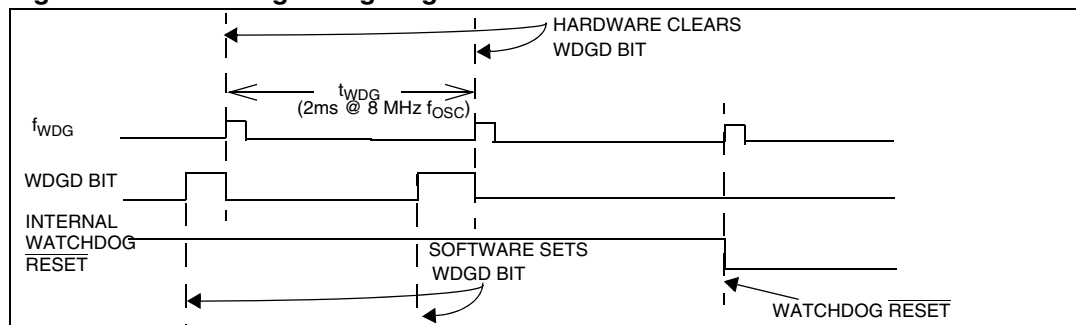 HARDWARE CLEARS
WDGD BIT
tWDG
(2ms @ 8 MHz fOSC)
fWDG
WDGD BIT
INTERNAL
WATCHDOG
RESET
SOFTWARE SETS
WDGD BIT
WATCHDOG RESET